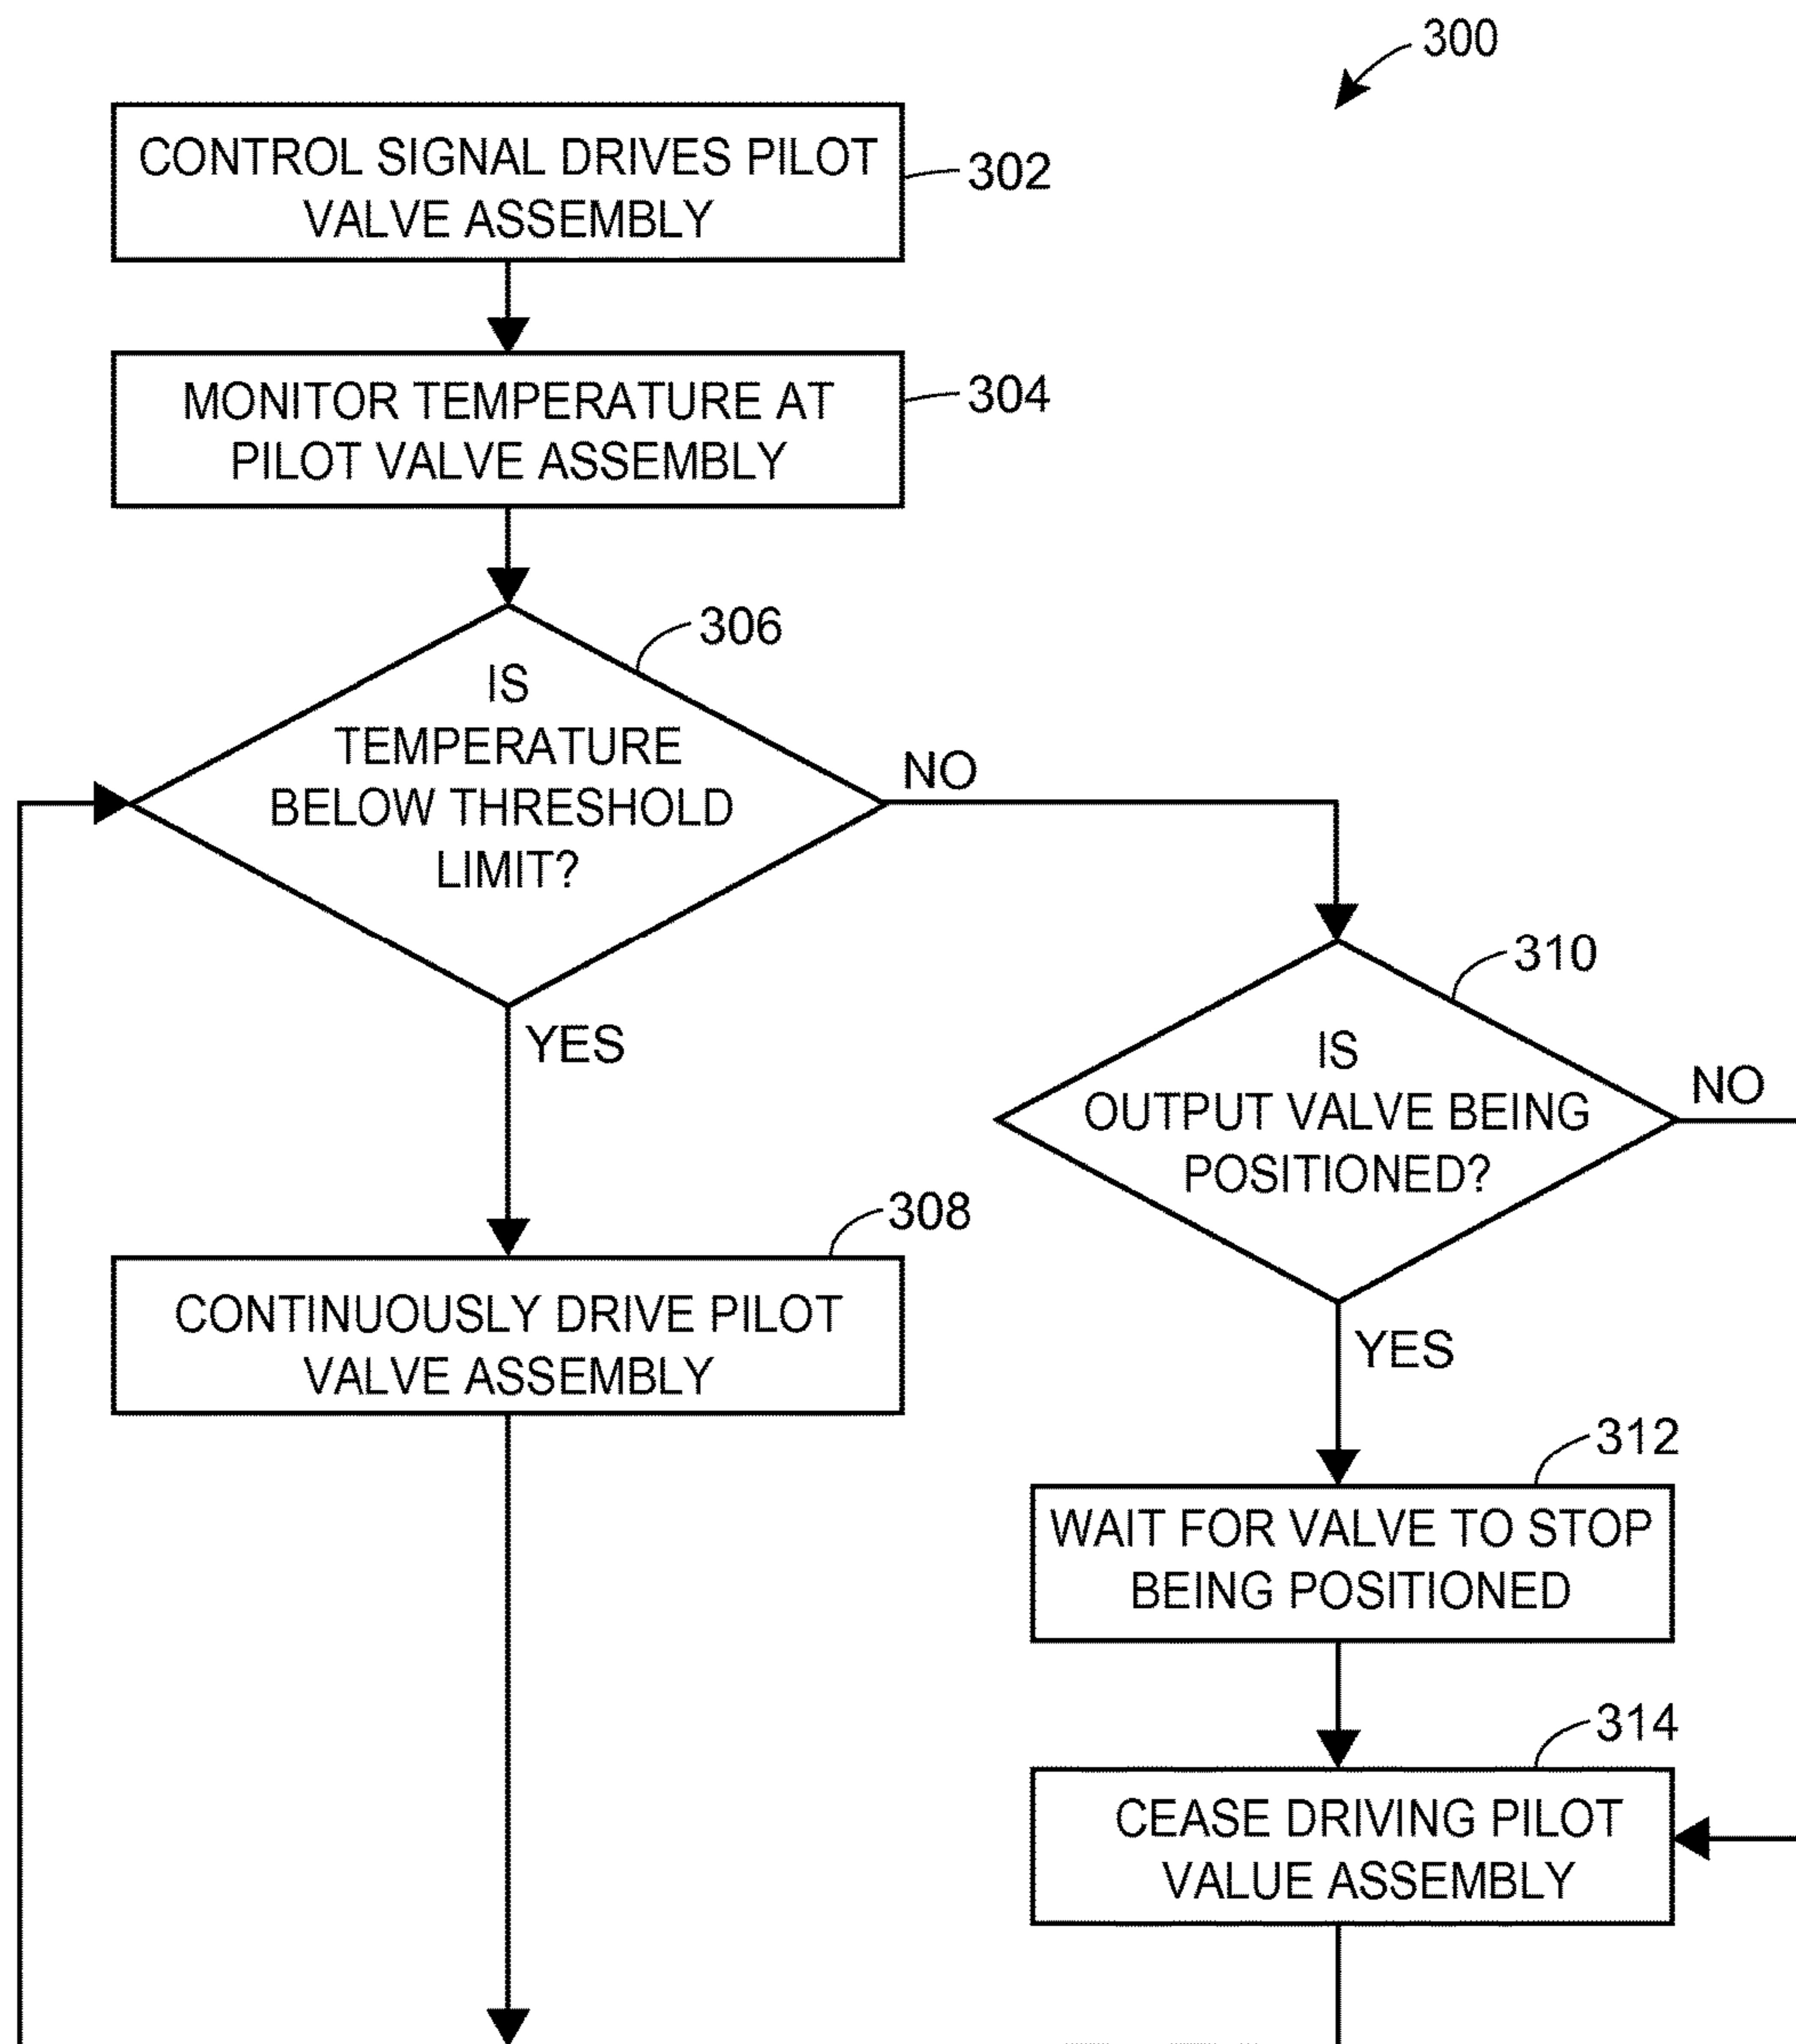 300
CONTROL SIGNAL DRIVES PILOT
VALVE ASSEMBLY
302
MONITOR TEMPERATURE AT
PILOT VALVE ASSEMBLY
304
306
IS
TEMPERATURE
BELOW THRESHOLD
LIMIT?
NO
YES
310
IS
OUTPUT VALVE BEING
POSITIONED?
NO
YES
308
CONTINUOUSLY DRIVE PILOT
VALVE ASSEMBLY
312
WAIT FOR VALVE TO STOP
BEING POSITIONED
314
CEASE DRIVING PILOT
VALUE ASSEMBLY